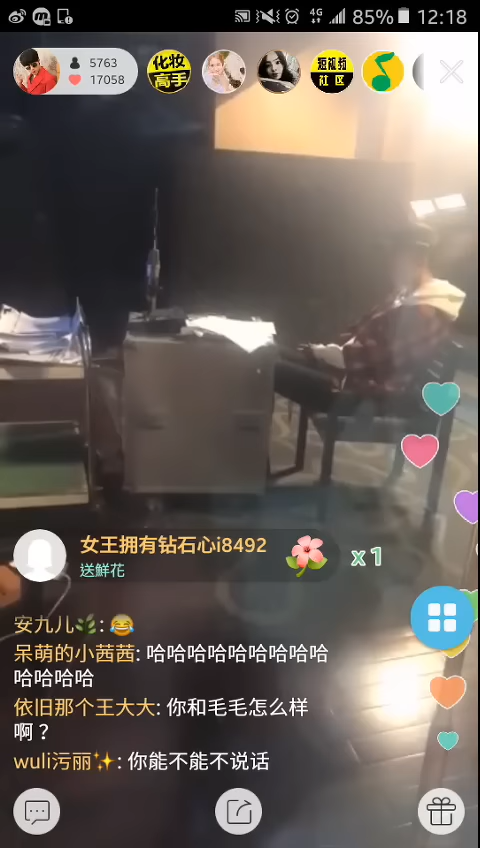 4G 85% 12:18
5763
17058
化妆
高手
短视频
社区
女王拥有钻石心i8492
送鲜花
x1
安九儿🌿: 😂
呆萌的小茜茜: 哈哈哈哈哈哈哈哈哈
哈哈哈哈
依旧那个王大大: 你和毛毛怎么样
啊？
wuli污丽✨: 你能不能不说话